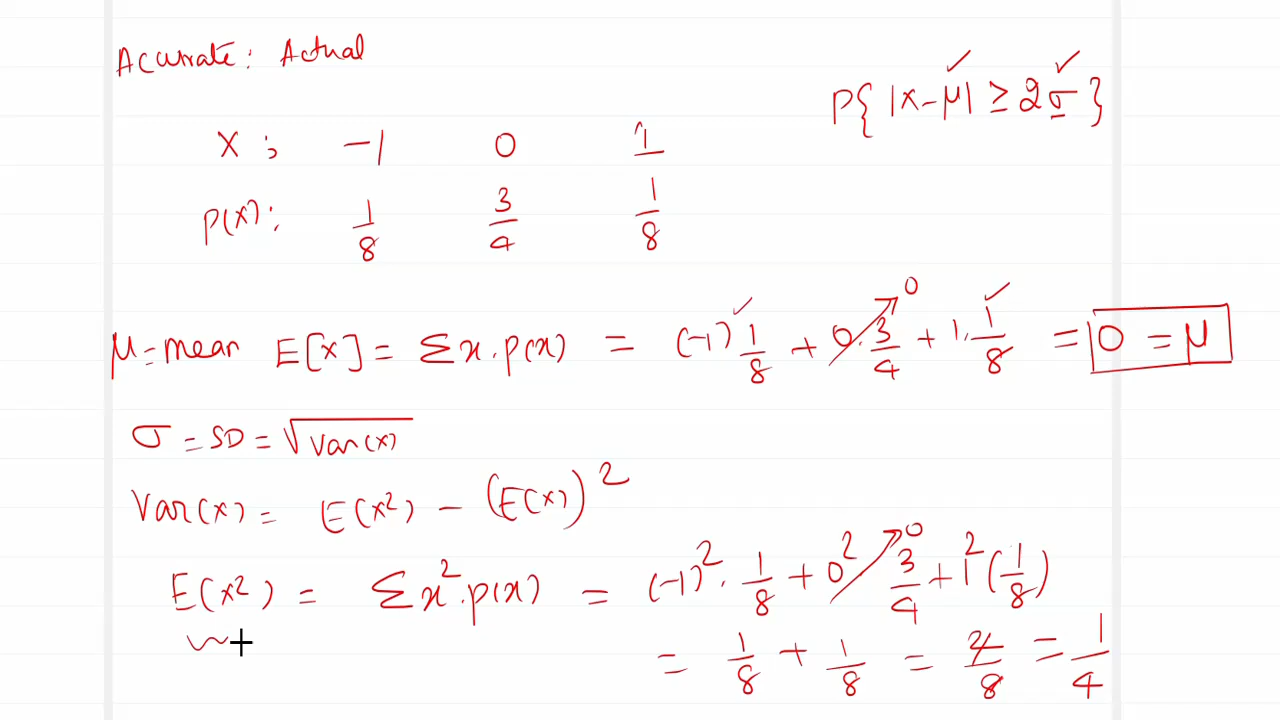 Accurate: Actual
P{ |X-μ| ≥ 2σ }
X : -1 0 1
P(X): 1/8 3/4 1/8
μ = mean E[X] = Σx.p(x) = (-1) 1/8 + 0. 3/4 0 + 1. 1/8 = 0 = μ
σ = SD = √var(x)
Var(x) = E(x²) - (E(x))²
E(x²) = Σx².p(x) = (-1)². 1/8 + 0² 3/4 0 + 1² (1/8)
= 1/8 + 1/8 = 2/8 = 1/4